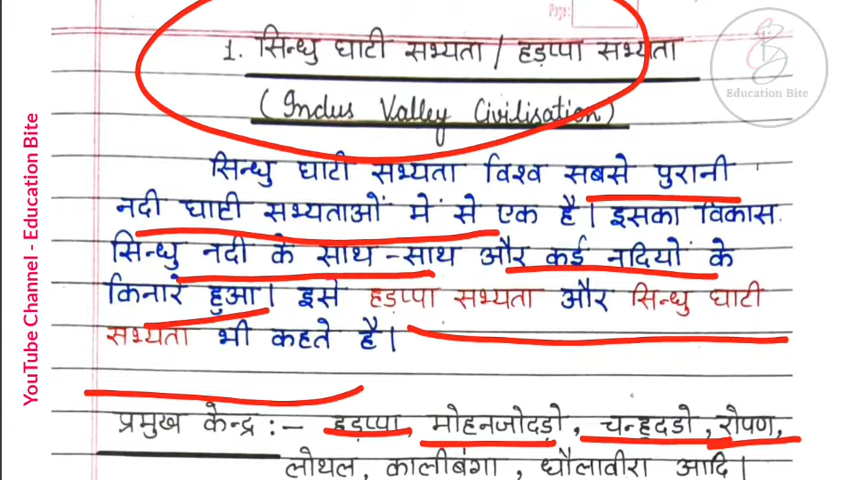 Page:
1. सिन्धु घाटी सभ्यता / हड़प्पा सभ्यता
(Indus Valley Civilisation)
सिन्धु घाटी सभ्यता विश्व सबसे पुरानी
नदी घाटी सभ्यताओं में से एक है। इसका विकास
सिन्धु नदी के साथ-साथ और कई नदियों के
किनारे हुआ। इसे हड़प्पा सभ्यता और सिन्धु घाटी
सभ्यता भी कहते है।
प्रमुख केन्द्र :- हड़प्पा, मोहनजोदड़ो, चन्हूदडो, रोपण,
लोथल, कालीबंगा, धौलावीरा आदि।
Education Bite
YouTube Channel - Education Bite